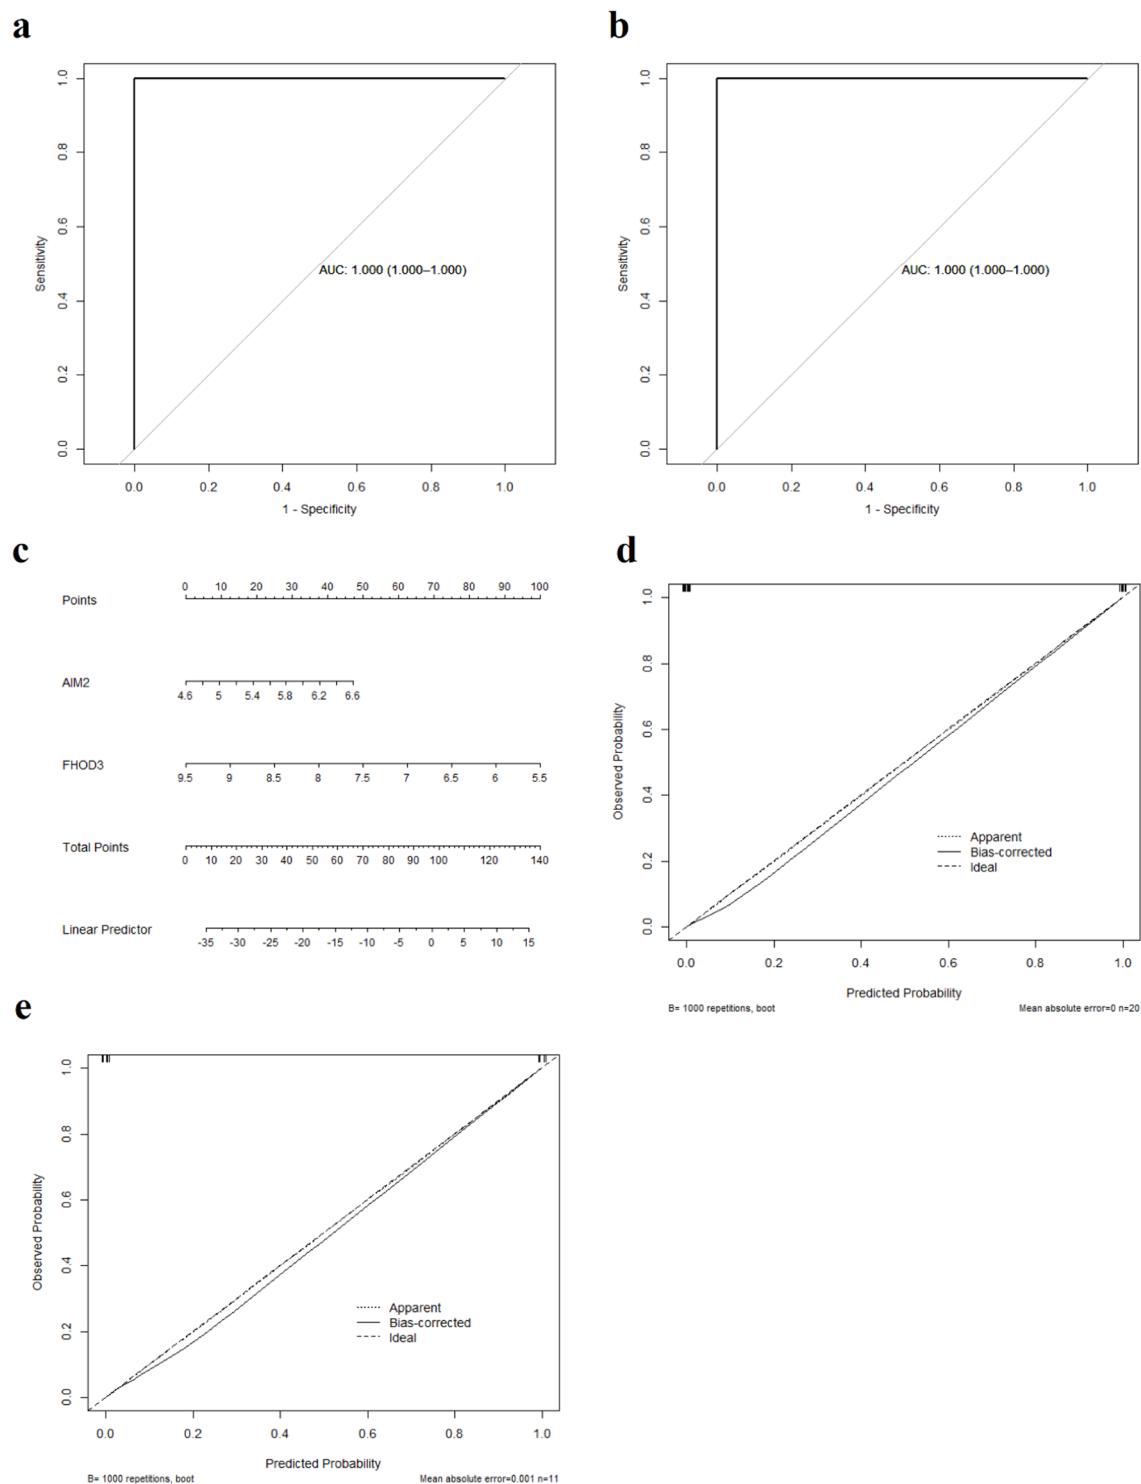 a
1.0
0.8
0.6
0.4
0.2
0.0
Sensitivity
AUC: 1.000 (1.000–1.000)
0.0 0.2 0.4 0.6 0.8 1.0
1 - Specificity
b
1.0
0.8
0.6
0.4
0.2
0.0
Sensitivity
AUC: 1.000 (1.000–1.000)
0.0 0.2 0.4 0.6 0.8 1.0
1 - Specificity
c
0 10 20 30 40 50 60 70 80 90 100
Points
AIM2
4.6 5 5.4 5.8 6.2 6.6
FHOD3
9.5 9 8.5 8 7.5 7 6.5 6 5.5
Total Points
0 10 20 30 40 50 60 70 80 90 100 120 140
Linear Predictor
-35 -30 -25 -20 -15 -10 -5 0 5 10 15
d
1.0
0.8
0.6
0.4
0.2
0.0
Observed Probability
Apparent
Bias-corrected
Ideal
0.0 0.2 0.4 0.6 0.8 1.0
Predicted Probability
B= 1000 repetitions, boot Mean absolute error=0 n=20
e
1.0
0.8
0.6
0.4
0.2
0.0
Observed Probability
Apparent
Bias-corrected
Ideal
0.0 0.2 0.4 0.6 0.8 1.0
Predicted Probability
B= 1000 repetitions, boot Mean absolute error=0.001 n=11